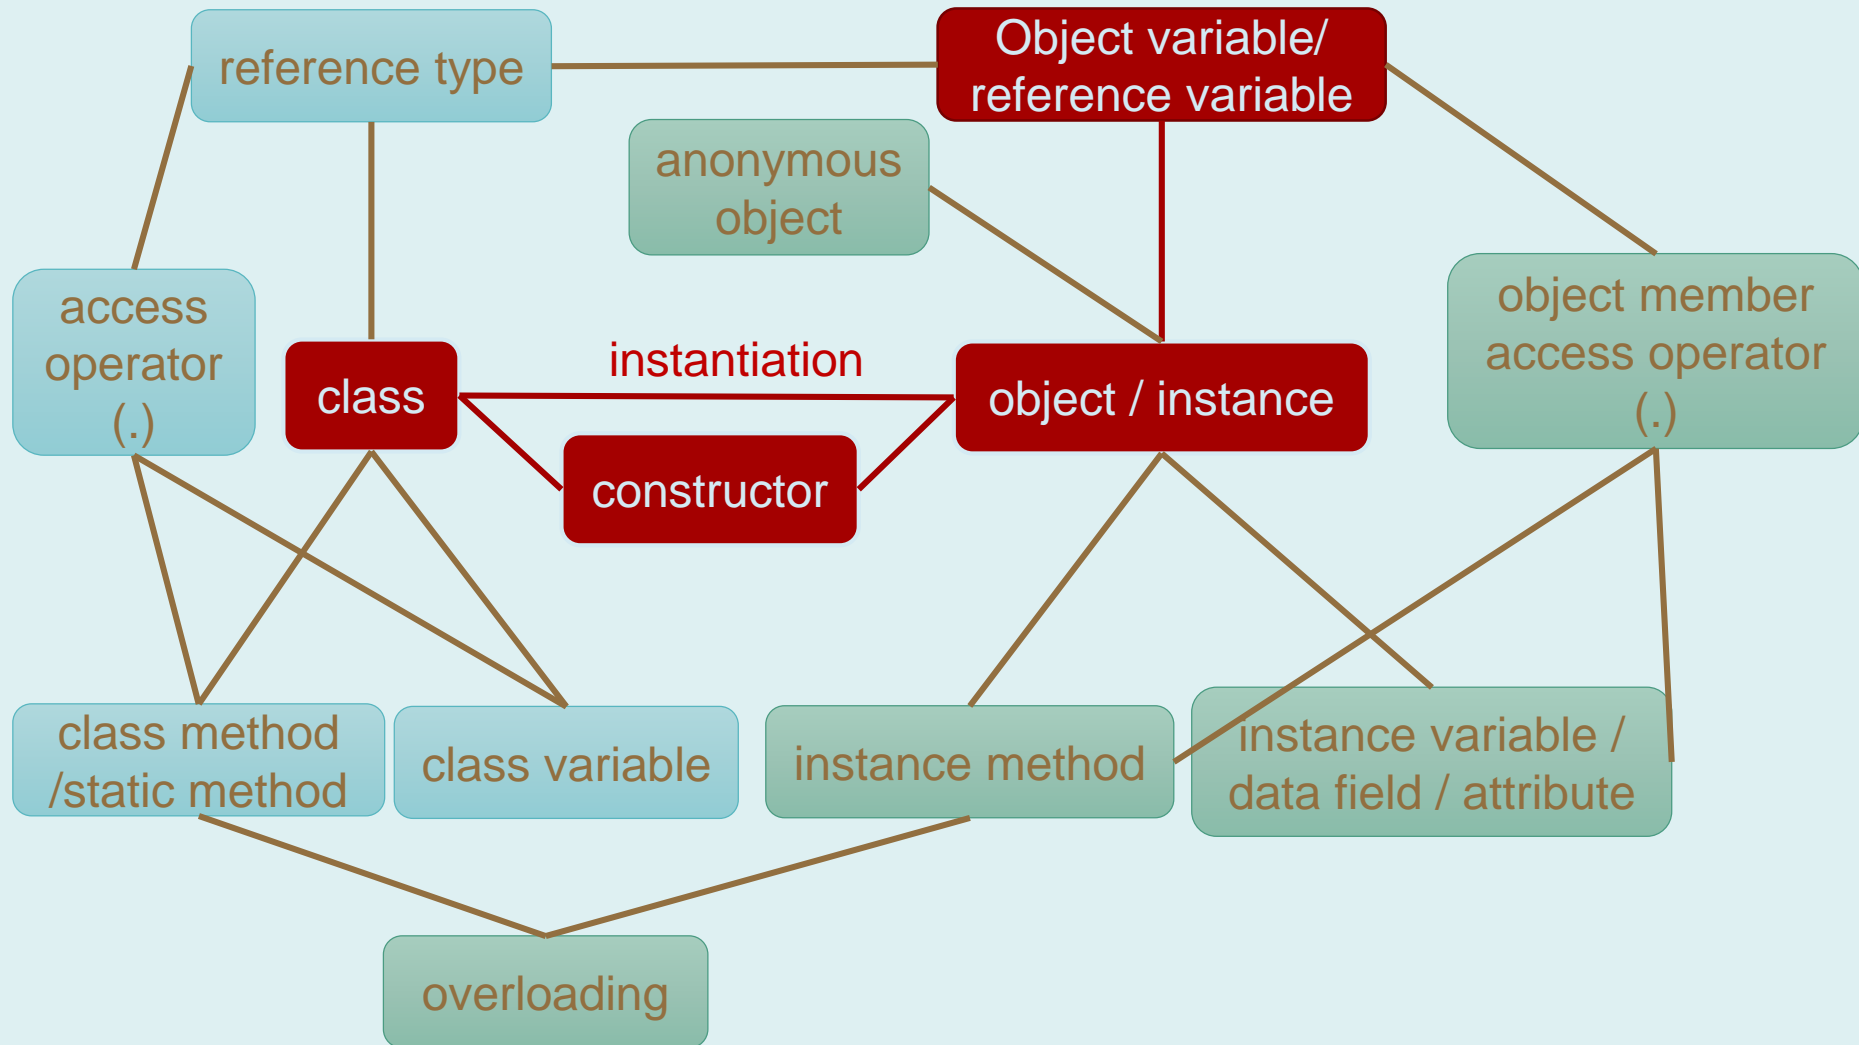 reference type
Object variable/
reference variable
anonymous
object
access
operator
(.)
class
instantiation
object / instance
object member
access operator
(.)
constructor
class method
/static method
class variable
instance method
instance variable /
data field / attribute
overloading